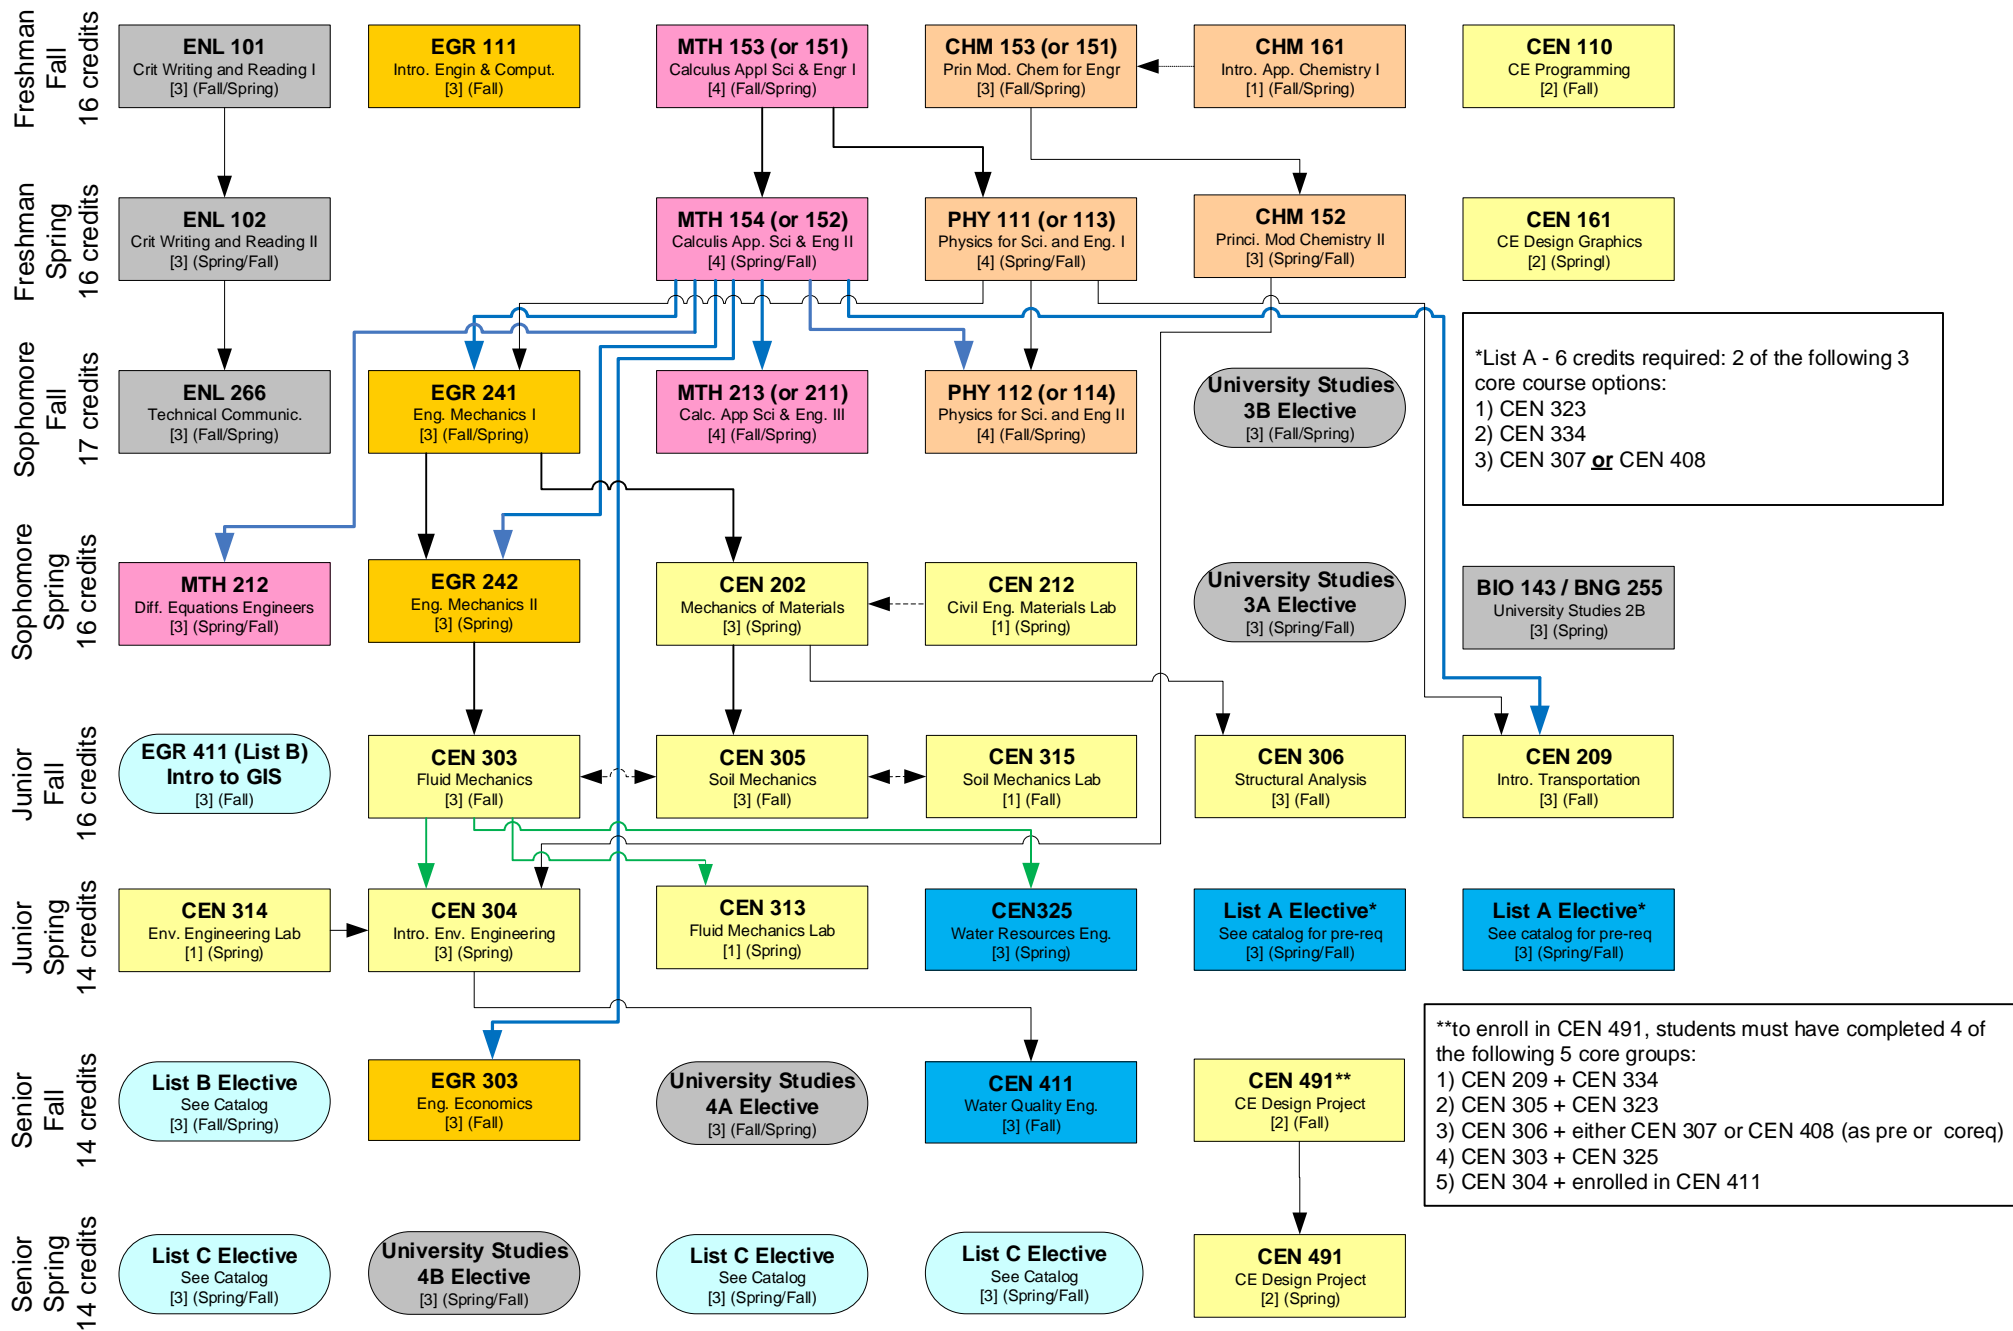 Freshman
Fall
16 credits
ENL 101
Crit Writing and Reading I
[3] (Fall/Spring)
EGR 111
Intro. Engin & Comput.
[3] (Fall)
MTH 153 (or 151)
Calculus Appl Sci & Engr I
[4] (Fall/Spring)
CHM 153 (or 151)
Prin Mod. Chem for Engr
[3] (Fall/Spring)
CHM 161
Intro. App. Chemistry I
[1] (Fall/Spring)
CEN 110
CE Programming
[2] (Fall)
Freshman
Spring
16 credits
ENL 102
Crit Writing and Reading II
[3] (Spring/Fall)
MTH 154 (or 152)
Calculis App. Sci & Eng II
[4] (Spring/Fall)
PHY 111 (or 113)
Physics for Sci. and Eng. I
[4] (Spring/Fall)
CHM 152
Princi. Mod Chemistry II
[3] (Spring/Fall)
CEN 161
CE Design Graphics
[2] (Springl)
*List A - 6 credits required: 2 of the following 3
core course options:
1) CEN 323
2) CEN 334
3) CEN 307 or CEN 408
Sophomore
Fall
17 credits
ENL 266
Technical Communic.
[3] (Fall/Spring)
EGR 241
Eng. Mechanics I
[3] (Fall/Spring)
MTH 213 (or 211)
Calc. App Sci & Eng. III
[4] (Fall/Spring)
PHY 112 (or 114)
Physics for Sci. and Eng II
[4] (Fall/Spring)
University Studies
3B Elective
[3] (Fall/Spring)
Sophomore
Spring
16 credits
MTH 212
Diff. Equations Engineers
[3] (Spring/Fall)
EGR 242
Eng. Mechanics II
[3] (Spring)
CEN 202
Mechanics of Materials
[3] (Spring)
CEN 212
Civil Eng. Materials Lab
[1] (Spring)
University Studies
3A Elective
[3] (Spring/Fall)
BIO 143 / BNG 255
University Studies 2B
[3] (Spring)
Junior
Fall
16 credits
EGR 411 (List B)
Intro to GIS
[3] (Fall)
CEN 303
Fluid Mechanics
[3] (Fall)
CEN 305
Soil Mechanics
[3] (Fall)
CEN 315
Soil Mechanics Lab
[1] (Fall)
CEN 306
Structural Analysis
[3] (Fall)
CEN 209
Intro. Transportation
[3] (Fall)
Junior
Spring
14 credits
CEN 314
Env. Engineering Lab
[1] (Spring)
CEN 304
Intro. Env. Engineering
[3] (Spring)
CEN 313
Fluid Mechanics Lab
[1] (Spring)
CEN325
Water Resources Eng.
[3] (Spring)
List A Elective*
See catalog for pre-req
[3] (Spring/Fall)
List A Elective*
See catalog for pre-req
[3] (Spring/Fall)
Senior
Fall
14 credits
List B Elective
See Catalog
[3] (Fall/Spring)
EGR 303
Eng. Economics
[3] (Fall)
University Studies
4A Elective
[3] (Fall/Spring)
CEN 411
Water Quality Eng.
[3] (Fall)
CEN 491**
CE Design Project
[2] (Fall)
**to enroll in CEN 491, students must have completed 4 of
the following 5 core groups:
1) CEN 209 + CEN 334
2) CEN 305 + CEN 323
3) CEN 306 + either CEN 307 or CEN 408 (as pre or coreq)
4) CEN 303 + CEN 325
5) CEN 304 + enrolled in CEN 411
Senior
Spring
14 credits
List C Elective
See Catalog
[3] (Spring/Fall)
University Studies
4B Elective
[3] (Spring/Fall)
List C Elective
See Catalog
[3] (Spring/Fall)
List C Elective
See Catalog
[3] (Spring/Fall)
CEN 491
CE Design Project
[2] (Spring)